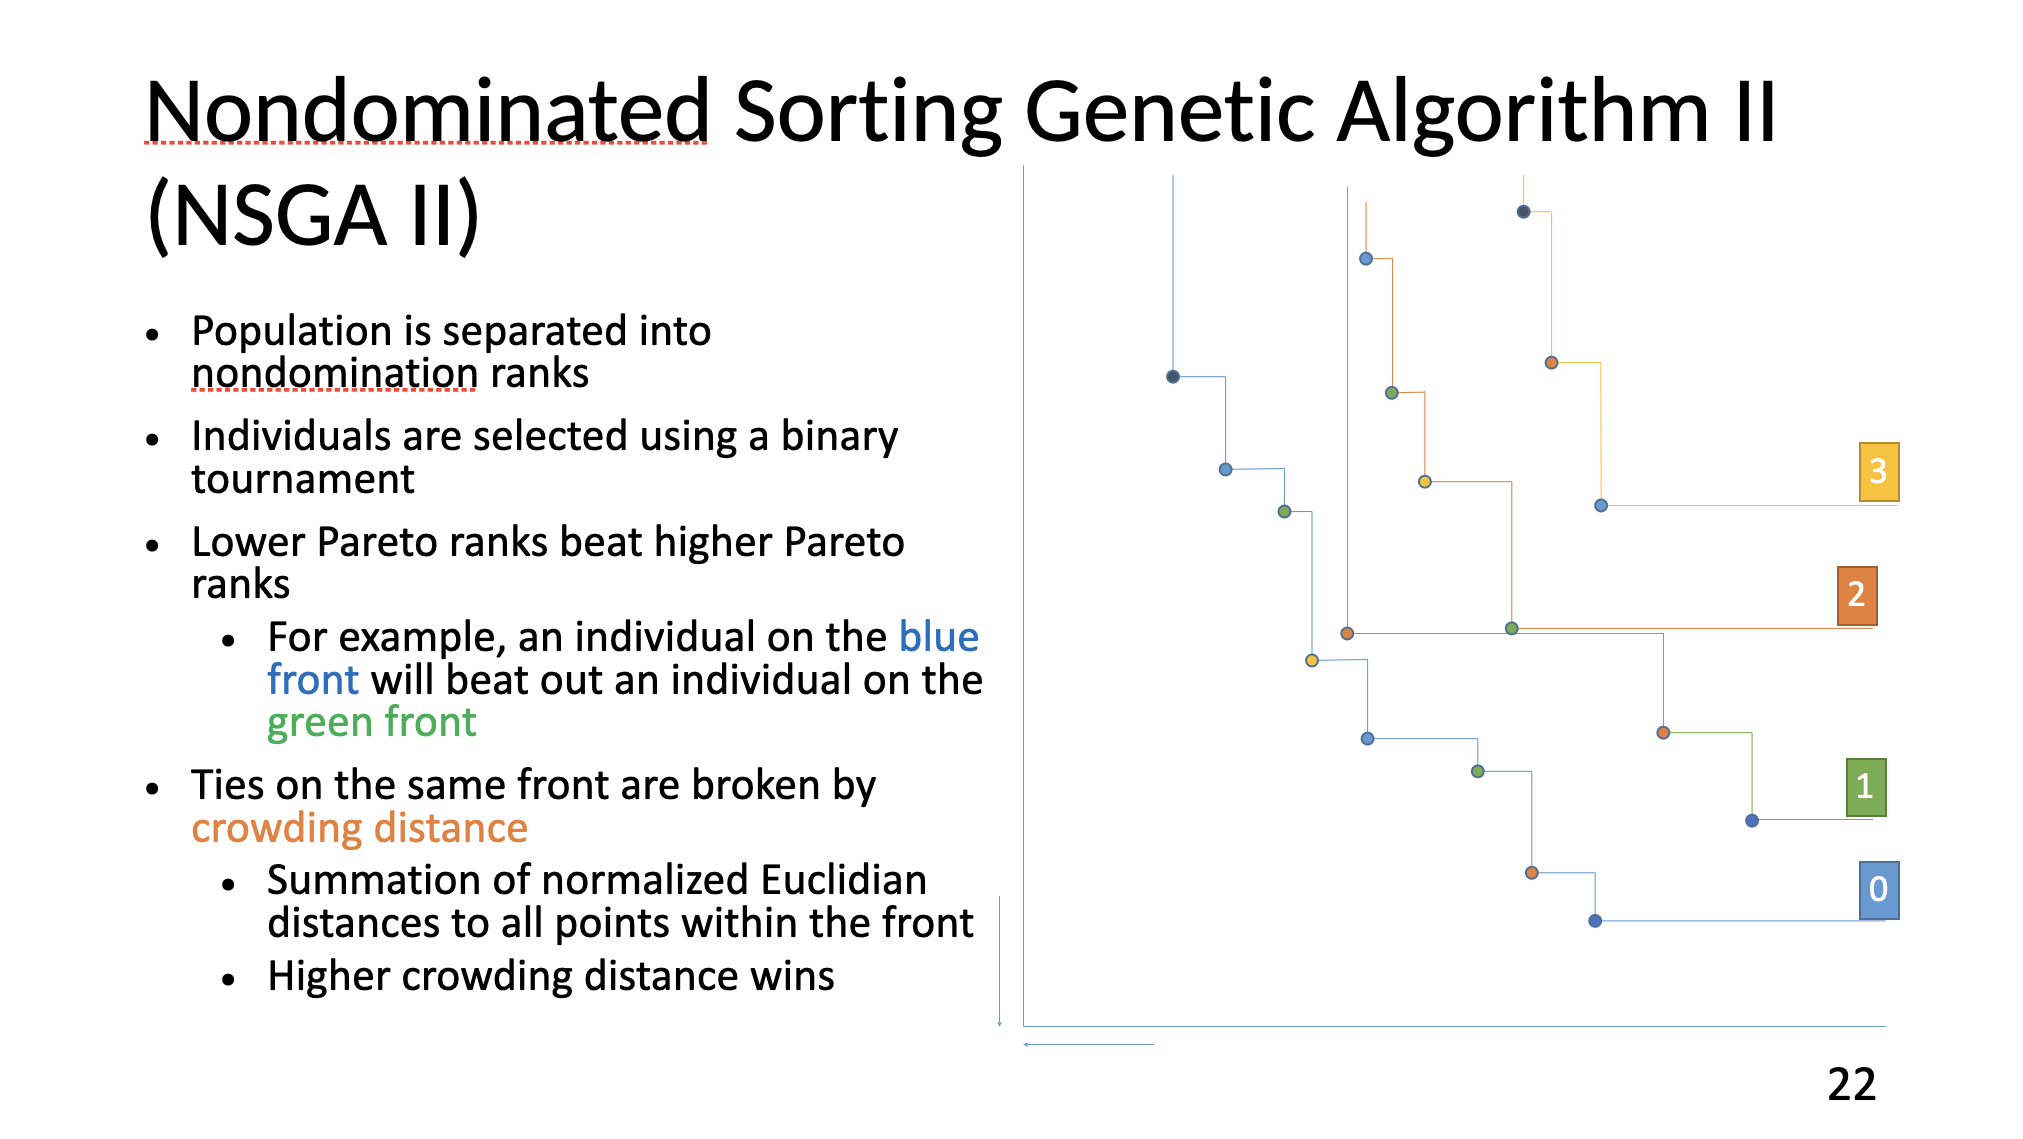 Nondominated Sorting Genetic Algorithm II
(NSGA II)
• Population is separated into
nondomination ranks
• Individuals are selected using a binary
tournament
• Lower Pareto ranks beat higher Pareto
ranks
• For example, an individual on the blue
front will beat out an individual on the
green front
• Ties on the same front are broken by
crowding distance
• Summation of normalized Euclidian
distances to all points within the front
• Higher crowding distance wins
3
2
1
0
22